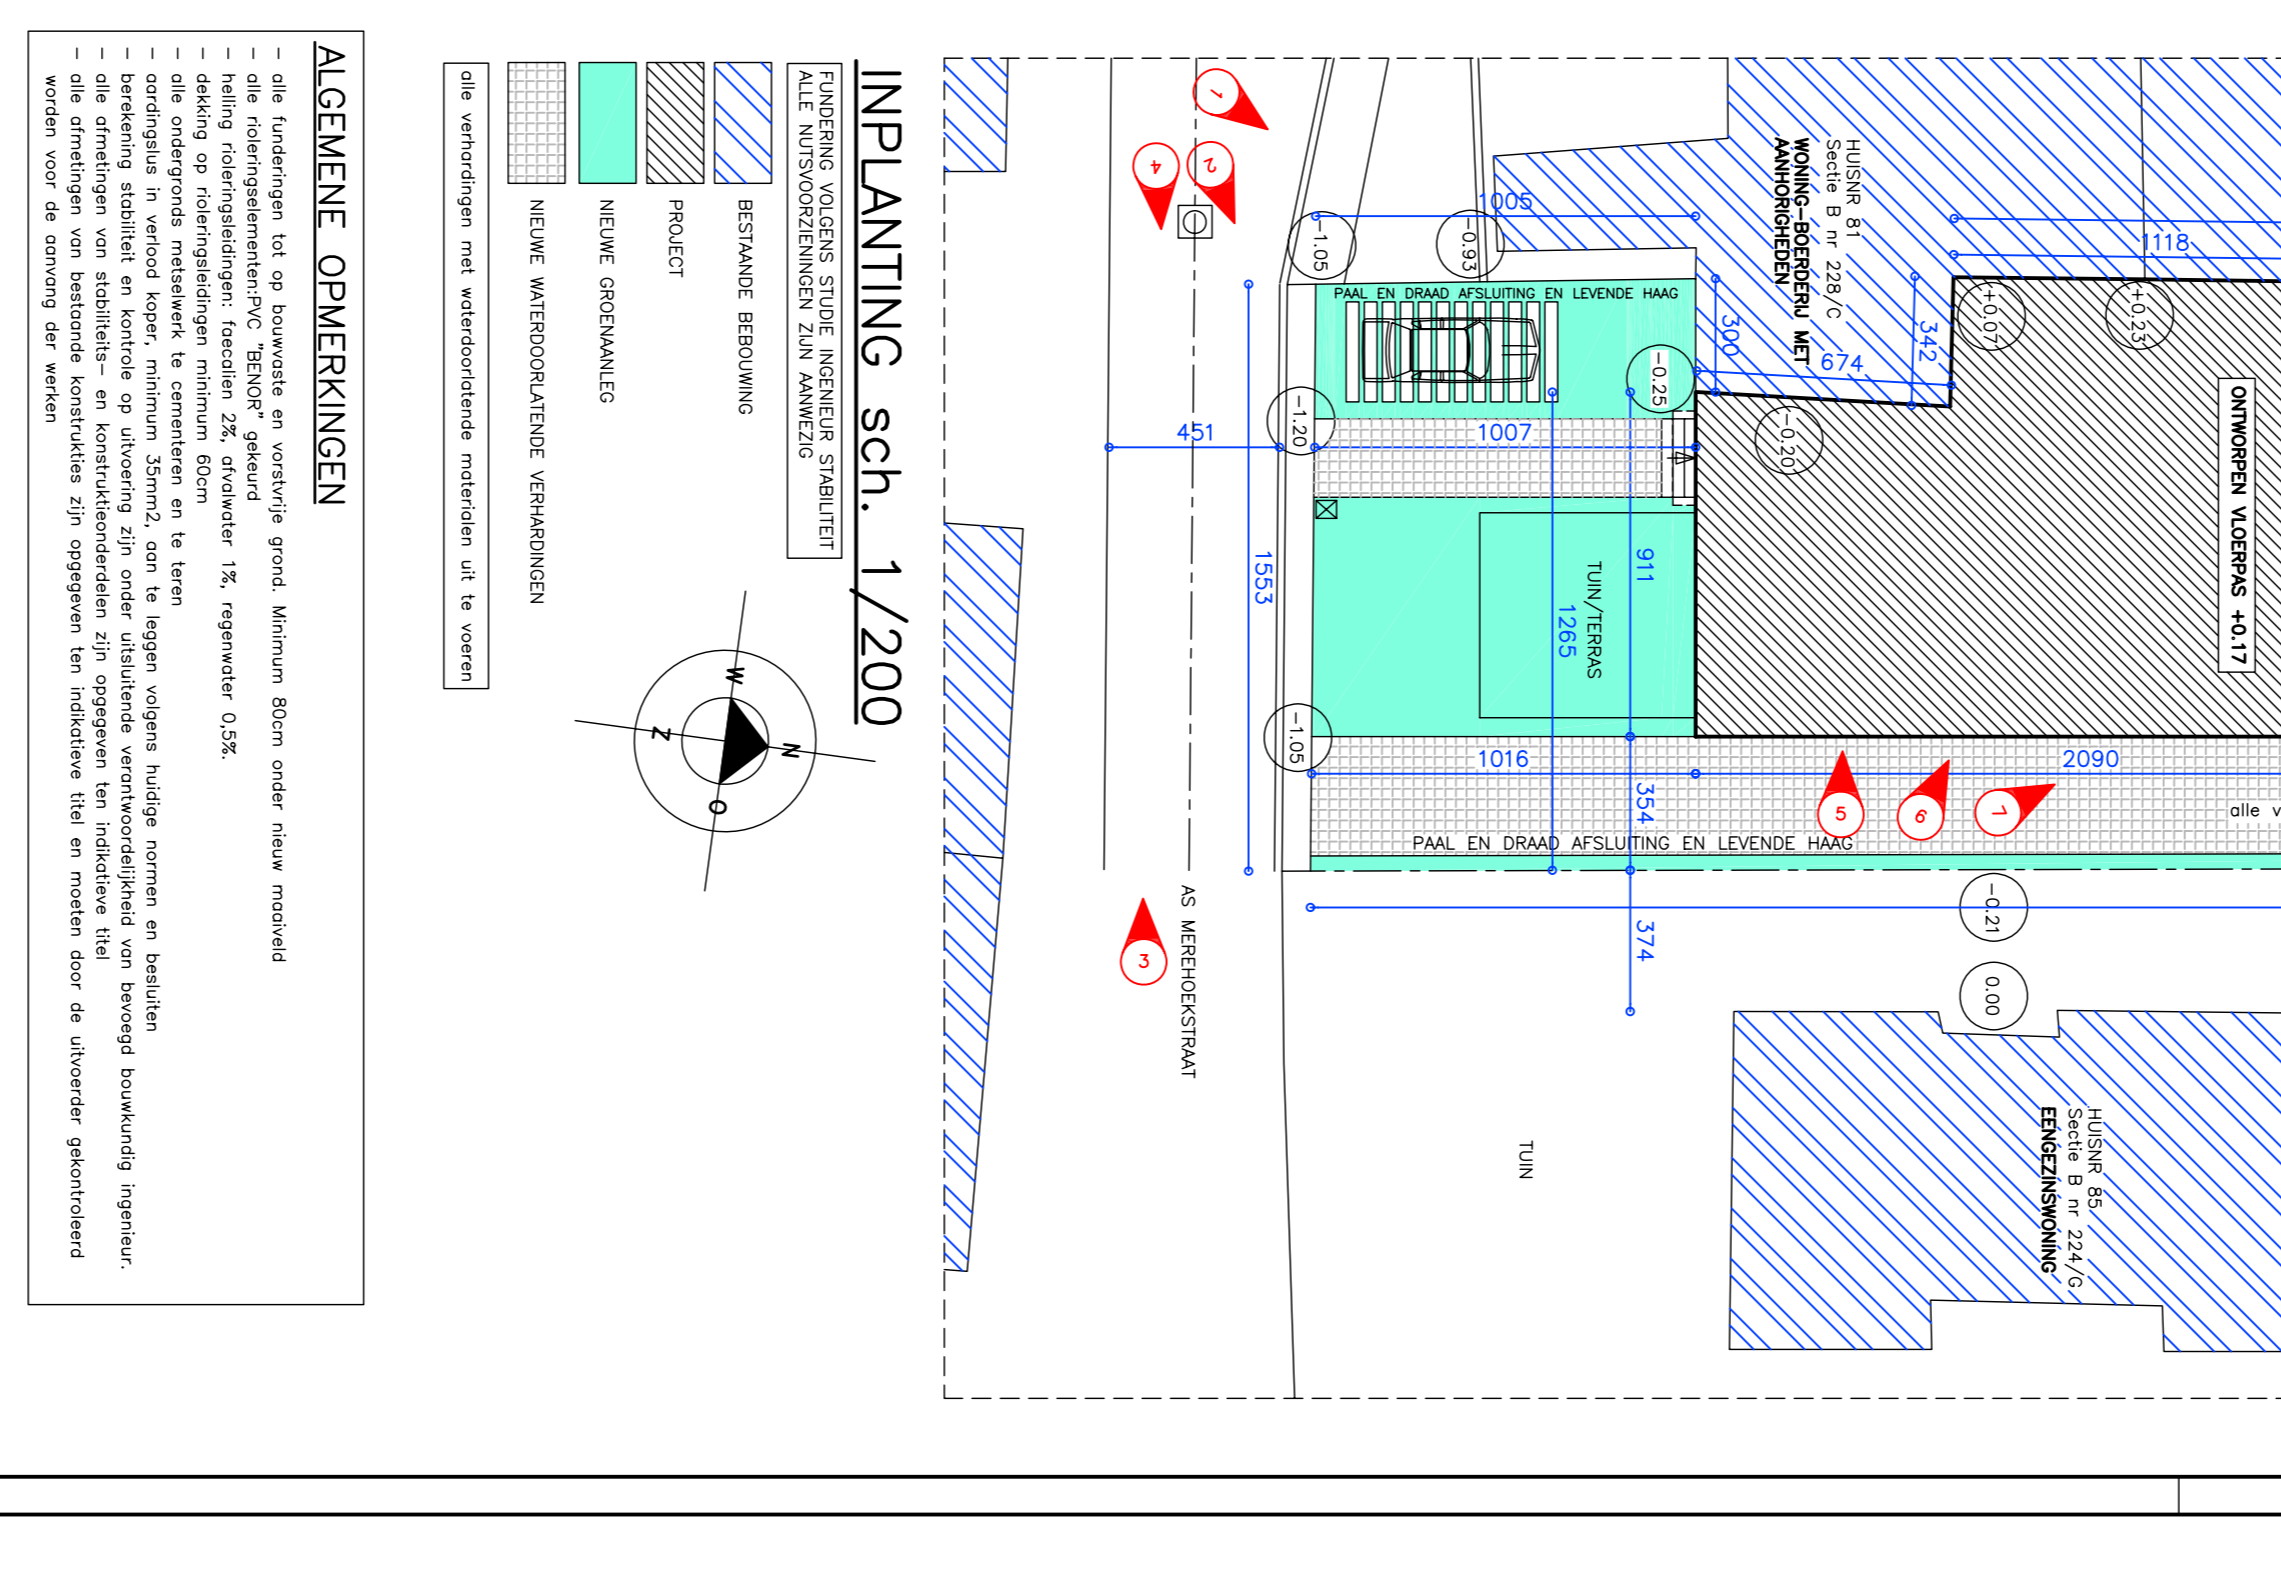 INPLANTING sch. 1/200
FUNDERING VOLGENS STUDIE INGENIEUR STABILITEIT
ALLE NUTSVOORZIENINGEN ZIJN AANWEZIG
BESTAANDE BEBOUWING
PROJECT
NIEUWE GROENAANLEG
NIEUWE WATERDOORLATENDE VERHARDINGEN
alle verhardingen met waterdoorlatende materialen uit te voeren
ALGEMENE OPMERKINGEN
- alle funderingen tot op bouwvaste en vorstvrije grond. Minimum 80cm onder nieuw maaiveld
- alle rioleringselementen:PVC "BENOR" gekeurd
- helling rioleringsleidingen: faecalien 2%, afvalwater 1%, regenwater 0,5%.
- dekking op rioleringsleidingen minimum 60cm
- alle ondergronds metselwerk te cementeren en te teren
- aardingslus in verlood koper, minimum 35mm2, aan te leggen volgens huidige normen en besluiten
- berekening stabiliteit en kontrole op uitvoering zijn onder uitsluitende verantwoordelijkheid van bevoegd bouwkundig ingenieur.
- alle afmetingen van stabiliteits- en konstruktieonderdelen zijn opgegeven ten indikatieve titel
- alle afmetingen van bestaande konstrukties zijn opgegeven ten indikatieve titel en moeten door de uitvoerder gekontroleerd
worden voor de aanvang der werken
W
N
Z
O
1
2
4
3
5
6
7
AS MEREHOEKSTRAAT
451
1553
1005
-1.05
-0.93
-1.20
-1.05
PAAL EN DRAAD AFSLUITING EN LEVENDE HAAG
-0.25
1007
911
1265
TUIN/TERRAS
1016
354
374
2090
PAAL EN DRAAD AFSLUITING EN LEVENDE HAAG
alle v
HUISNR 81
Sectie B nr 228/C
WONING-BOERDERIJ MET
AANHORIGHEDEN
300
674
342
1118
+0.07
+0.23
-0.20
ONTWORPEN VLOERPAS +0.17
-0.21
0.00
TUIN
HUISNR 85
Sectie B nr 224/G
EENGEZINSWONING